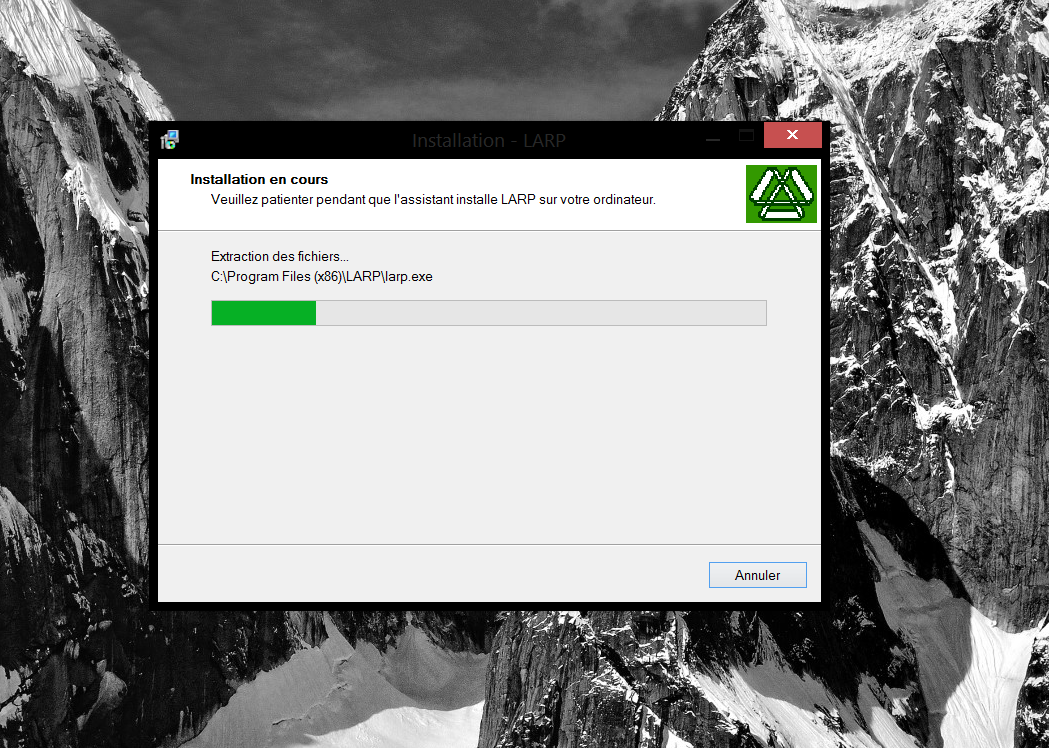 Installation - LARP
Installation en cours
Veuillez patienter pendant que l'assistant installe LARP sur votre ordinateur.
Extraction des fichiers...
C:\Program Files (x86)\LARP\larp.exe
Annuler